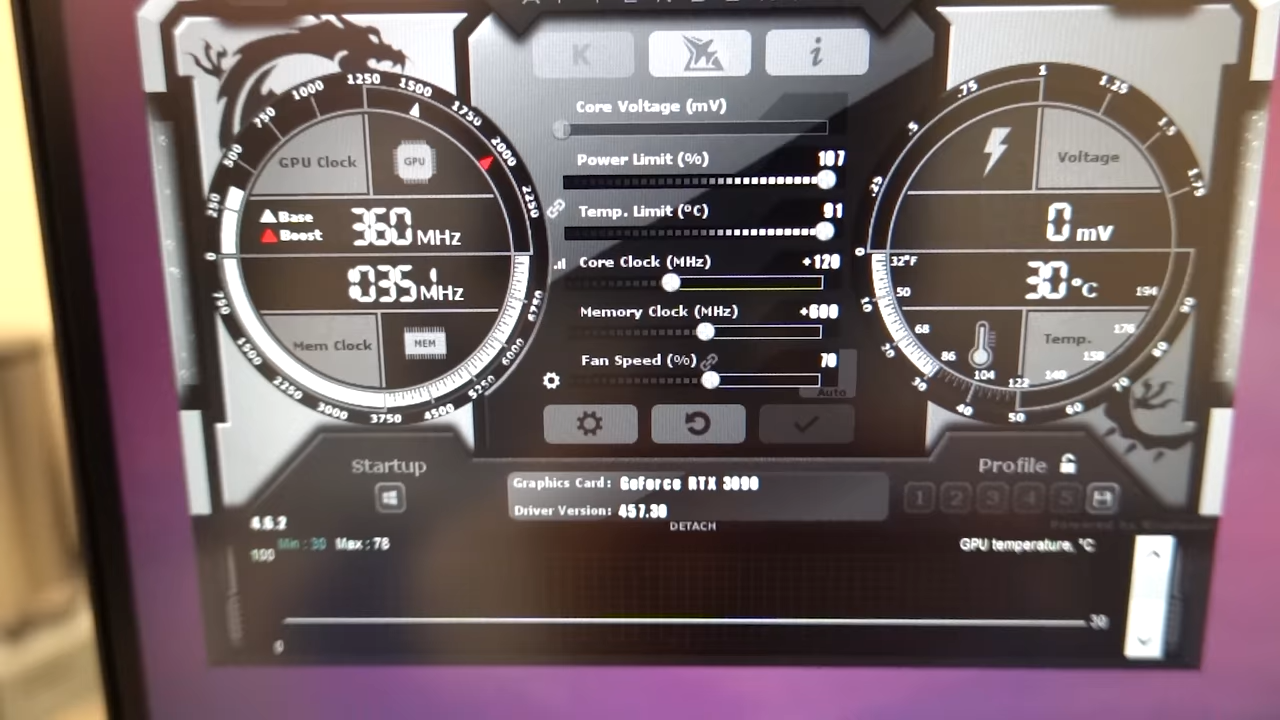 K
i
Core Voltage (mV)
Power Limit (%) 107
Temp. Limit (°C) 91
Core Clock (MHz) +120
Memory Clock (MHz) +600
Fan Speed (%) 70
Auto
0
250
500
750
1000
1250
1500
1750
2000
2250
GPU Clock
GPU
Base
Boost
360 MHz
1035 MHz
Mem Clock
MEM
750
1500
2250
3000
3750
4500
5250
6000
6750
0
.25
.5
.75
1
1.25
1.5
1.75
Voltage
0 mV
30 °C
Temp.
32°F
50
68
86
104
122
140
158
176
194
10
20
30
40
50
60
70
80
90
Startup
Profile
1 2 3 4 5
Graphics Card: GeForce RTX 3090
Driver Version: 457.30
DETACH
4.6.2
Min : 30 Max : 78
GPU temperature, °C
100
30
0